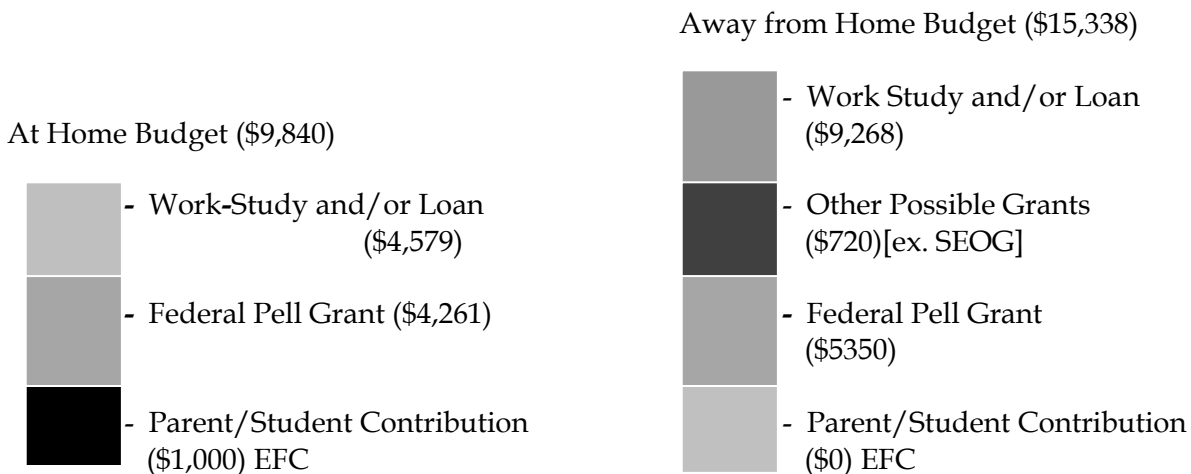 At Home Budget ($9,840)
- Work-Study and/or Loan
($4,579)
- Federal Pell Grant ($4,261)
- Parent/Student Contribution
($1,000) EFC
Away from Home Budget ($15,338)
- Work Study and/or Loan
($9,268)
- Other Possible Grants
($720)[ex. SEOG]
- Federal Pell Grant
($5350)
- Parent/Student Contribution
($0) EFC